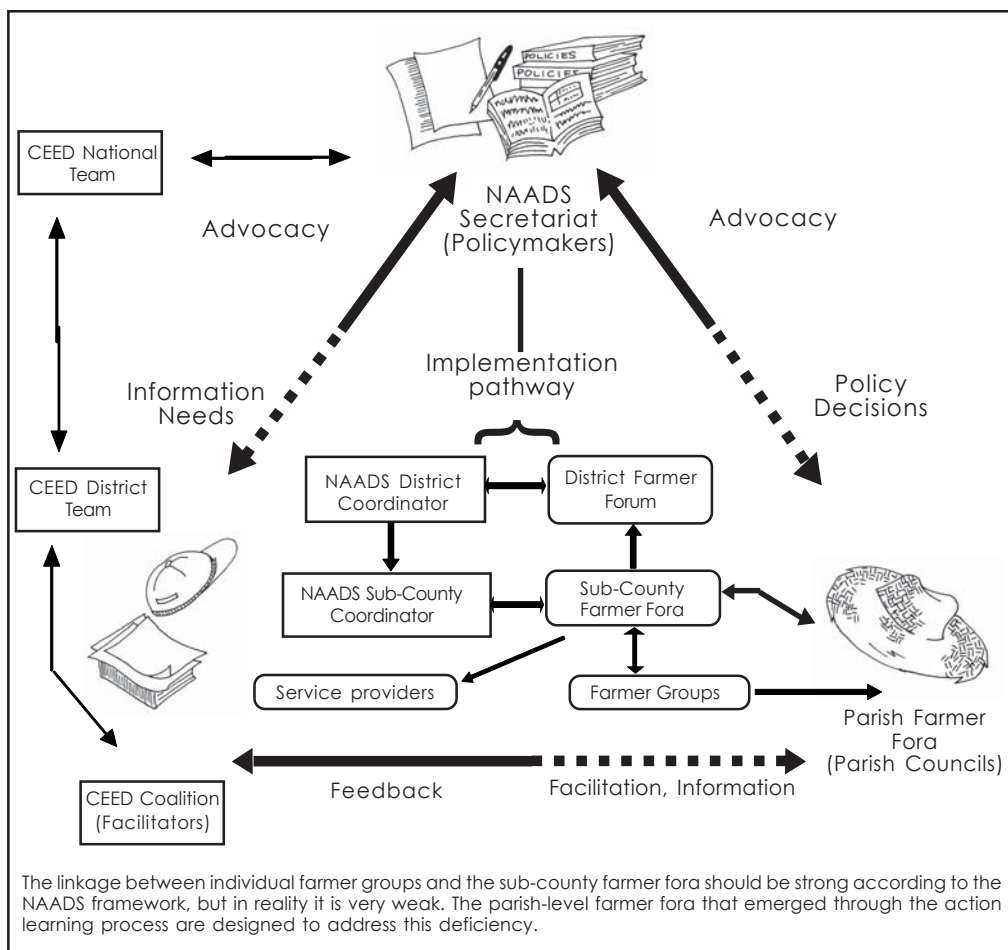 POLICIES
POLICIES
CEED National
Team
NAADS
Secretariat
(Policymakers)
Advocacy
Advocacy
Implementation
pathway
Information
Needs
Policy
Decisions
CEED District
Team
NAADS District
Coordinator
District Farmer
Forum
NAADS Sub-County
Coordinator
Sub-County
Farmer Fora
Service providers
Farmer Groups
Parish Farmer
Fora
(Parish Councils)
Feedback
Facilitation, Information
CEED Coalition
(Facilitators)
The linkage between individual farmer groups and the sub-county farmer fora should be strong according to the
NAADS framework, but in reality it is very weak. The parish-level farmer fora that emerged through the action
learning process are designed to address this deficiency.